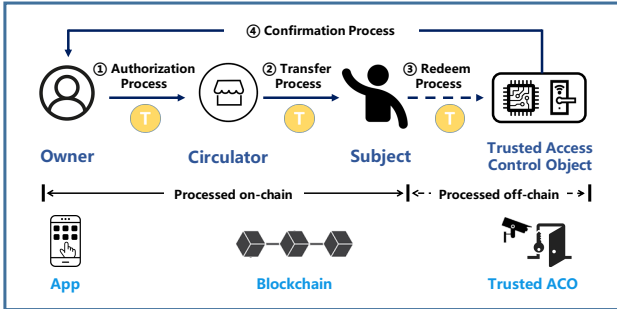 ④ Confirmation Process
① Authorization
Process
② Transfer
Process
③ Redeem
Process
T
T
T
Owner
Circulator
Subject
Trusted Access
Control Object
Processed on-chain
Processed off-chain
App
Blockchain
Trusted ACO